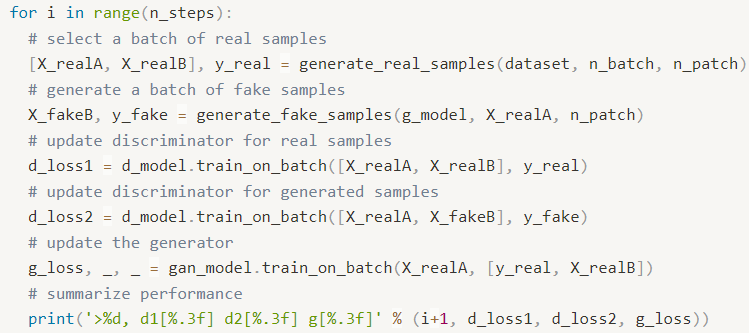 for i in range(n_steps):
# select a batch of real samples
[X_realA, X_realB], y_real = generate_real_samples(dataset, n_batch, n_patch)
# generate a batch of fake samples
X_fakeB, y_fake = generate_fake_samples(g_model, X_realA, n_patch)
# update discriminator for real samples
d_loss1 = d_model.train_on_batch([X_realA, X_realB], y_real)
# update discriminator for generated samples
d_loss2 = d_model.train_on_batch([X_realA, X_fakeB], y_fake)
# update the generator
g_loss, _, _ = gan_model.train_on_batch(X_realA, [y_real, X_realB])
# summarize performance
print('>%d, d1[%.3f] d2[%.3f] g[%.3f]' % (i+1, d_loss1, d_loss2, g_loss))